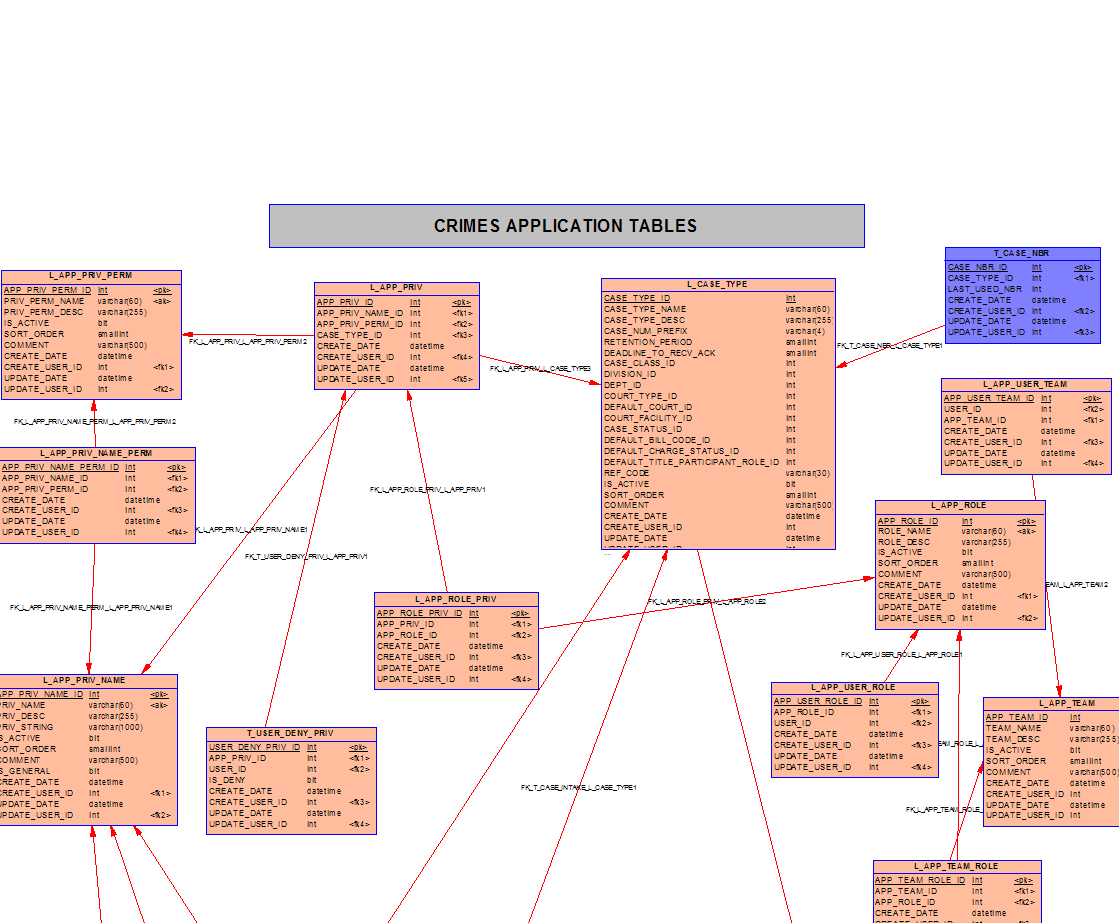 CRIMES APPLICATION TABLES
L_APP_PRIV_PERM
APP_PRIV_PERM_ID int <pk>
PRIV_PERM_NAME varchar(60) <ak>
PRIV_PERM_DESC varchar(255)
IS_ACTIVE bit
SORT_ORDER smallint
COMMENT varchar(500)
CREATE_DATE datetime
CREATE_USER_ID int <fk1>
UPDATE_DATE datetime
UPDATE_USER_ID int <fk2>
L_APP_PRIV
APP_PRIV_ID int <pk>
APP_PRIV_NAME_ID int <fk1>
APP_PRIV_PERM_ID int <fk2>
CASE_TYPE_ID int <fk3>
CREATE_DATE datetime
CREATE_USER_ID int <fk4>
UPDATE_DATE datetime
UPDATE_USER_ID int <fk5>
L_CASE_TYPE
CASE_TYPE_ID int
CASE_TYPE_NAME varchar(60)
CASE_TYPE_DESC varchar(255
CASE_NUM_PREFIX varchar(4)
RETENTION_PERIOD smallint
DEADLINE_TO_RECV_ACK smallint
CASE_CLASS_ID int
DIVISION_ID int
DEPT_ID int
COURT_TYPE_ID int
DEFAULT_COURT_ID int
COURT_FACILITY_ID int
CASE_STATUS_ID int
DEFAULT_BILL_CODE_ID int
DEFAULT_CHARGE_STATUS_ID int
DEFAULT_TITLE_PARTICIPANT_ROLE_ID int
REF_CODE varchar(30)
IS_ACTIVE bit
SORT_ORDER smallint
COMMENT varchar(500
CREATE_DATE datetime
CREATE_USER_ID int
UPDATE_DATE datetime
UPDATE_USER_ID int
T_CASE_NBR
CASE_NBR_ID int <pk>
CASE_TYPE_ID int <fk1>
LAST_USED_NBR int
CREATE_DATE datetime
CREATE_USER_ID int <fk2>
UPDATE_DATE datetime
UPDATE_USER_ID int <fk3>
FK_L_APP_PRIV_L_APP_PRIV_PERM2
FK_L_APP_PRIV_L_CASE_TYPE3
FK_T_CASE_NBR_L_CASE_TYPE1
L_APP_USER_TEAM
APP_USER_TEAM_ID int <pk>
USER_ID int <fk2>
APP_TEAM_ID int <fk1>
CREATE_DATE datetime
CREATE_USER_ID int <fk3>
UPDATE_DATE datetime
UPDATE_USER_ID int <fk4>
FK_L_APP_PRIV_NAME_PERM_L_APP_PRIV_PERM2
L_APP_PRIV_NAME_PERM
APP_PRIV_NAME_PERM_ID int <pk>
APP_PRIV_NAME_ID int <fk1>
APP_PRIV_PERM_ID int <fk2>
CREATE_DATE datetime
CREATE_USER_ID int <fk3>
UPDATE_DATE datetime
UPDATE_USER_ID int <fk4>
FK_L_APP_ROLE_PRIV_L_APP_PRIV1
K_L_APP_PRIV_L_APP_PRIV_NAME1
FK_T_USER_DENY_PRIV_L_APP_PRIV1
L_APP_ROLE
APP_ROLE_ID int <pk>
ROLE_NAME varchar(60) <ak>
ROLE_DESC varchar(255)
IS_ACTIVE bit
SORT_ORDER smallint
COMMENT varchar(500)
CREATE_DATE datetime
CREATE_USER_ID int <fk1>
UPDATE_DATE datetime
UPDATE_USER_ID int <fk2>
EAM_L_APP_TEAM2
L_APP_ROLE_PRIV
APP_ROLE_PRIV_ID int <pk>
APP_PRIV_ID int <fk1>
APP_ROLE_ID int <fk2>
CREATE_DATE datetime
CREATE_USER_ID int <fk3>
UPDATE_DATE datetime
UPDATE_USER_ID int <fk4>
FK_L_APP_ROLE_PRIV_L_APP_ROLE2
FK_L_APP_PRIV_NAME_PERM_L_APP_PRIV_NAME1
FK_L_APP_USER_ROLE_L_APP_ROLE1
L_APP_PRIV_NAME
APP_PRIV_NAME_ID int <pk>
PRIV_NAME varchar(60) <ak>
PRIV_DESC varchar(255)
PRIV_STRING varchar(1000)
S_ACTIVE bit
SORT_ORDER smallint
COMMENT varchar(500)
S_GENERAL bit
CREATE_DATE datetime
CREATE_USER_ID int <fk1>
UPDATE_DATE datetime
UPDATE_USER_ID int <fk2>
L_APP_USER_ROLE
APP_USER_ROLE_ID int <pk>
APP_ROLE_ID int <fk1>
USER_ID int <fk2>
CREATE_DATE datetime
CREATE_USER_ID int <fk3>
UPDATE_DATE datetime
UPDATE_USER_ID int <fk4>
L_APP_TEAM
APP_TEAM_ID int
TEAM_NAME varchar(60)
TEAM_DESC varchar(255)
IS_ACTIVE bit
SORT_ORDER smallint
COMMENT varchar(500)
CREATE_DATE datetime
CREATE_USER_ID int
UPDATE_DATE datetime
UPDATE_USER_ID int
T_USER_DENY_PRIV
USER_DENY_PRIV_ID int <pk>
APP_PRIV_ID int <fk1>
USER_ID int <fk2>
IS_DENY bit
CREATE_DATE datetime
CREATE_USER_ID int <fk3>
UPDATE_DATE datetime
UPDATE_USER_ID int <fk4>
EAM_ROLE_L_
FK_T_CASE_INTAKE_L_CASE_TYPE1
FK_L_APP_TEAM_ROLE_
L_APP_TEAM_ROLE
APP_TEAM_ROLE_ID int <pk>
APP_TEAM_ID int <fk1>
APP_ROLE_ID int <fk2>
CREATE_DATE datetime